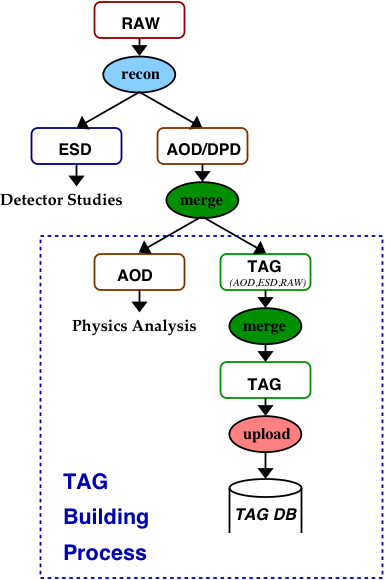 RAW
recon
ESD
AOD/DPD
Detector Studies
merge
AOD
TAG
(AOD,ESD,RAW)
Physics Analysis
merge
TAG
upload
TAG
Building
Process
TAG DB